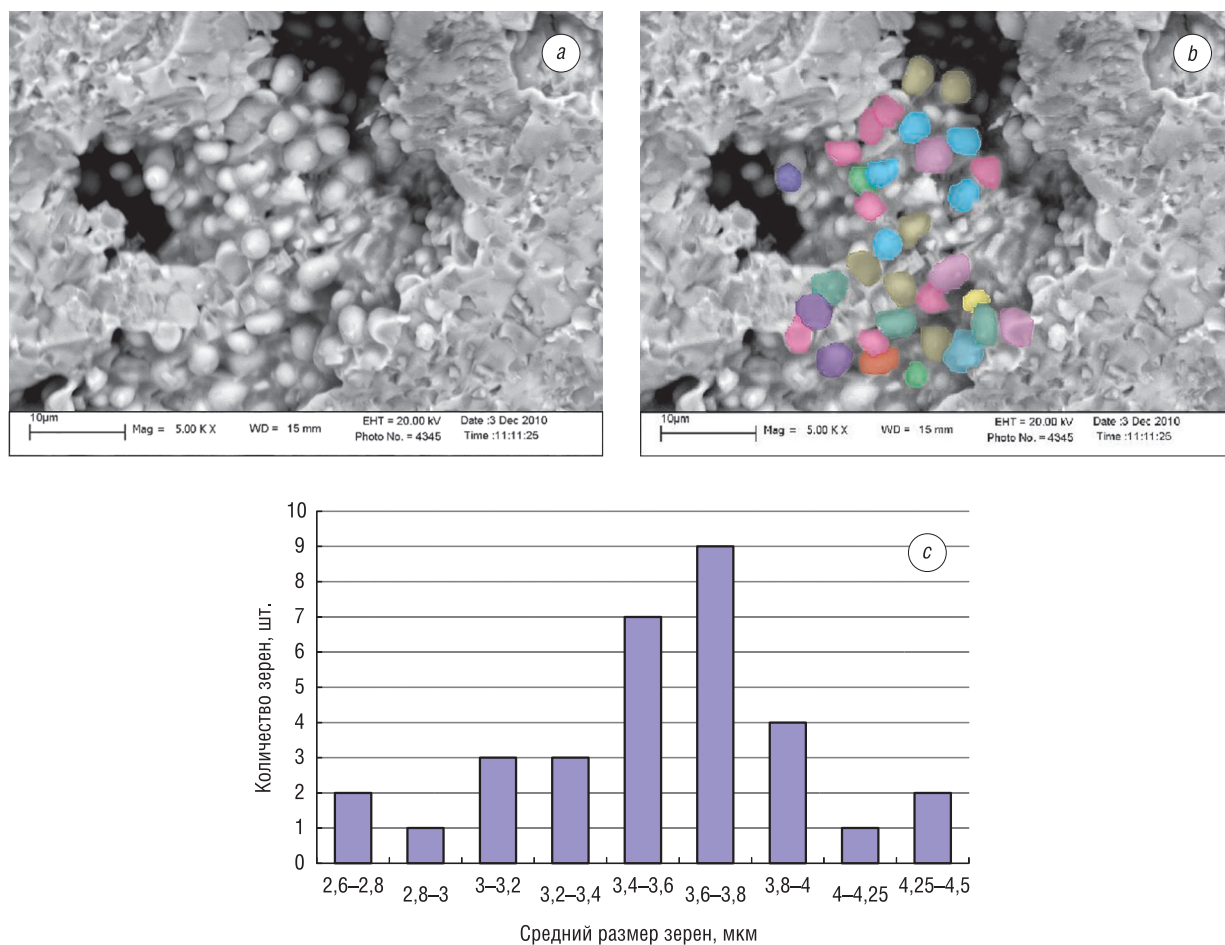 a
b
10µm
Mag = 5.00 K X
WD = 15 mm
EHT = 20.00 kV
Photo No. = 4345
Date :3 Dec 2010
Time :11:11:25
10µm
Mag = 5.00 K X
WD = 15 mm
EHT = 20.00 kV
Photo No. = 4345
Date :3 Dec 2010
Time :11:11:25
c
Количество зерен, шт.
10
9
8
7
6
5
4
3
2
1
0
2,6–2,8
2,8–3
3–3,2
3,2–3,4
3,4–3,6
3,6–3,8
3,8–4
4–4,25
4,25–4,5
Средний размер зерен, мкм